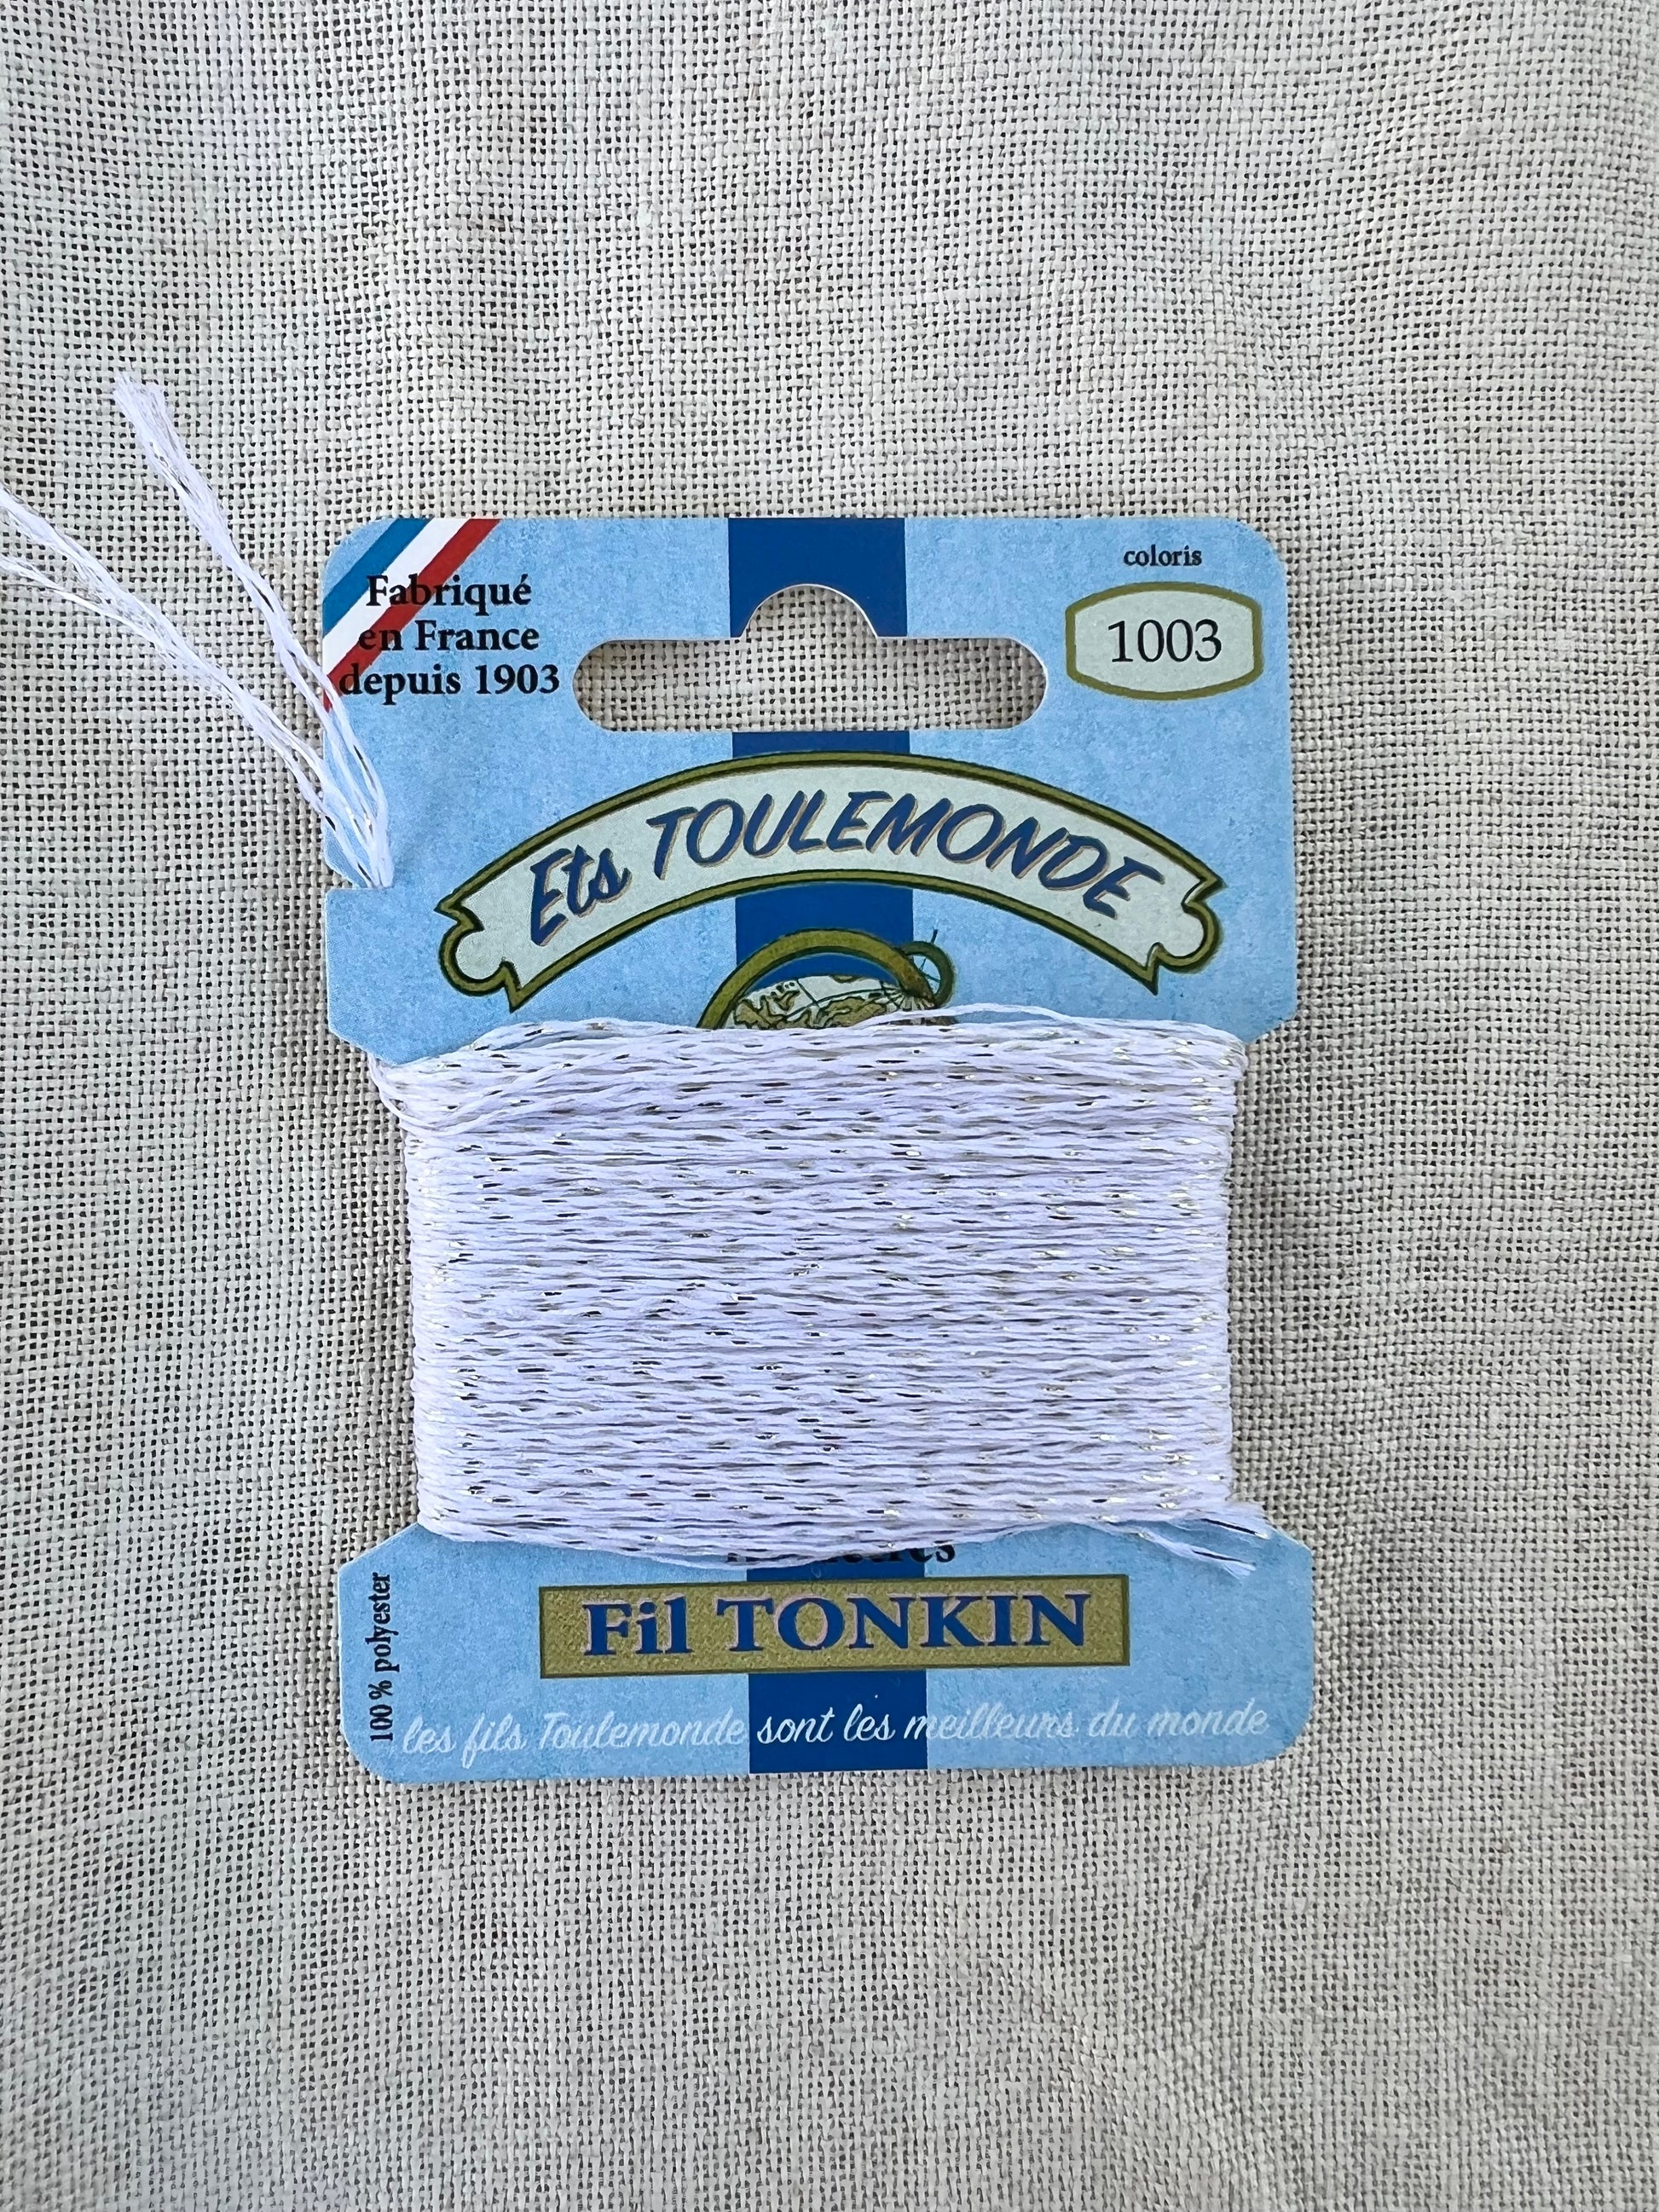 Fabriqué
en France
depuis 1903
coloris
1003
Ets TOULEMONDE
Fil TONKIN
100 % polyester
les fils Toulemonde sont les meilleurs du monde